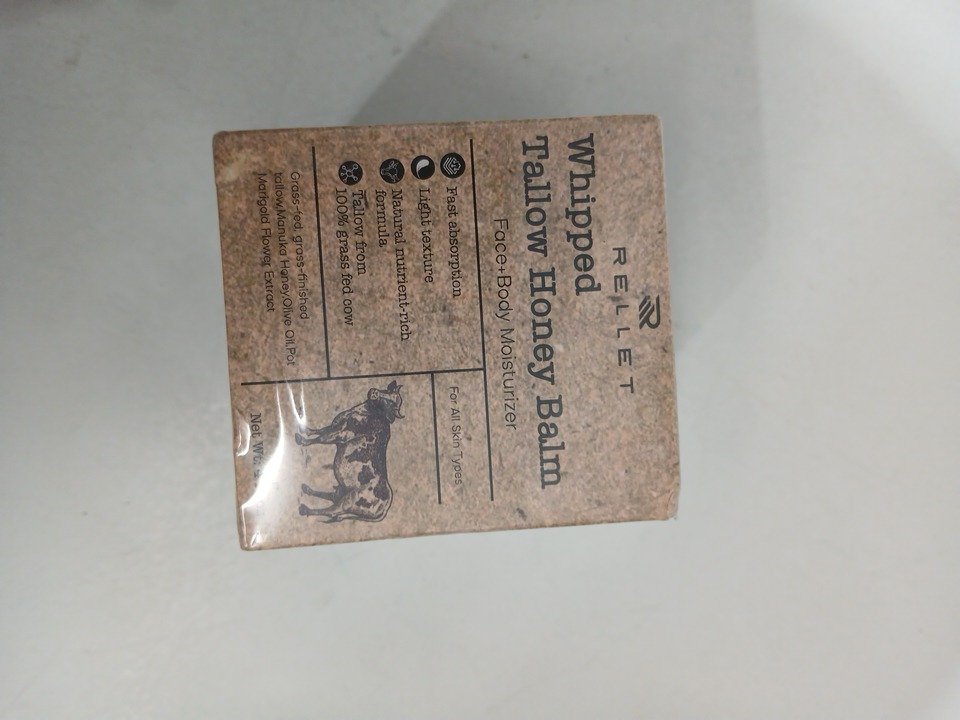 RELLET
Whipped
Tallow Honey Balm
Face+Body Moisturizer
Fast absorption
Light texture
Natural nutrient-rich
formula
Tallow from
100% grass fed cow
For All Skin Types
Grass-fed, grass-finished
tallow,Manuka Honey,Olive Oil,Pot
Marigold Flower Extract
Net Wt.